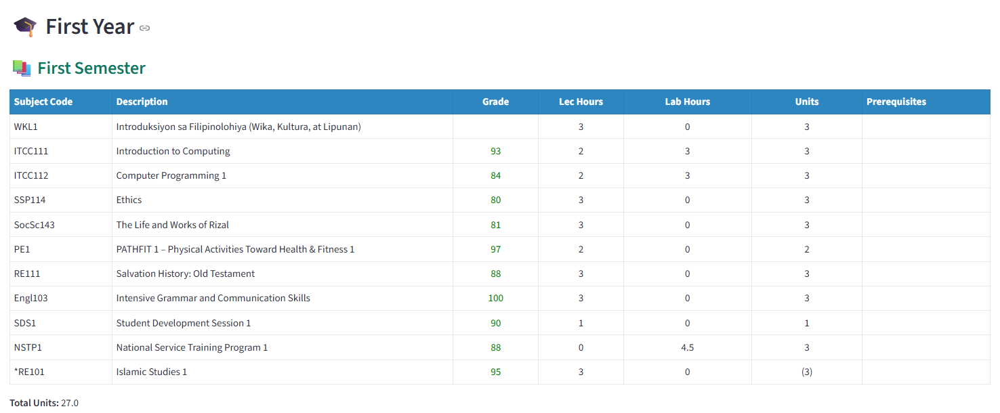 First Year
First Semester
Subject Code Description Grade Lec Hours Lab Hours Units Prerequisites
WKL1 Introduksiyon sa Filipinolohiya (Wika, Kultura, at Lipunan) 3 0 3
ITCC111 Introduction to Computing 93 2 3 3
ITCC112 Computer Programming 1 84 2 3 3
SSP114 Ethics 80 3 0 3
SocSc143 The Life and Works of Rizal 81 3 0 3
PE1 PATHFIT 1 – Physical Activities Toward Health & Fitness 1 97 2 0 2
RE111 Salvation History: Old Testament 88 3 0 3
Engl103 Intensive Grammar and Communication Skills 100 3 0 3
SDS1 Student Development Session 1 90 1 0 1
NSTP1 National Service Training Program 1 88 0 4.5 3
*RE101 Islamic Studies 1 95 3 0 (3)
Total Units: 27.0